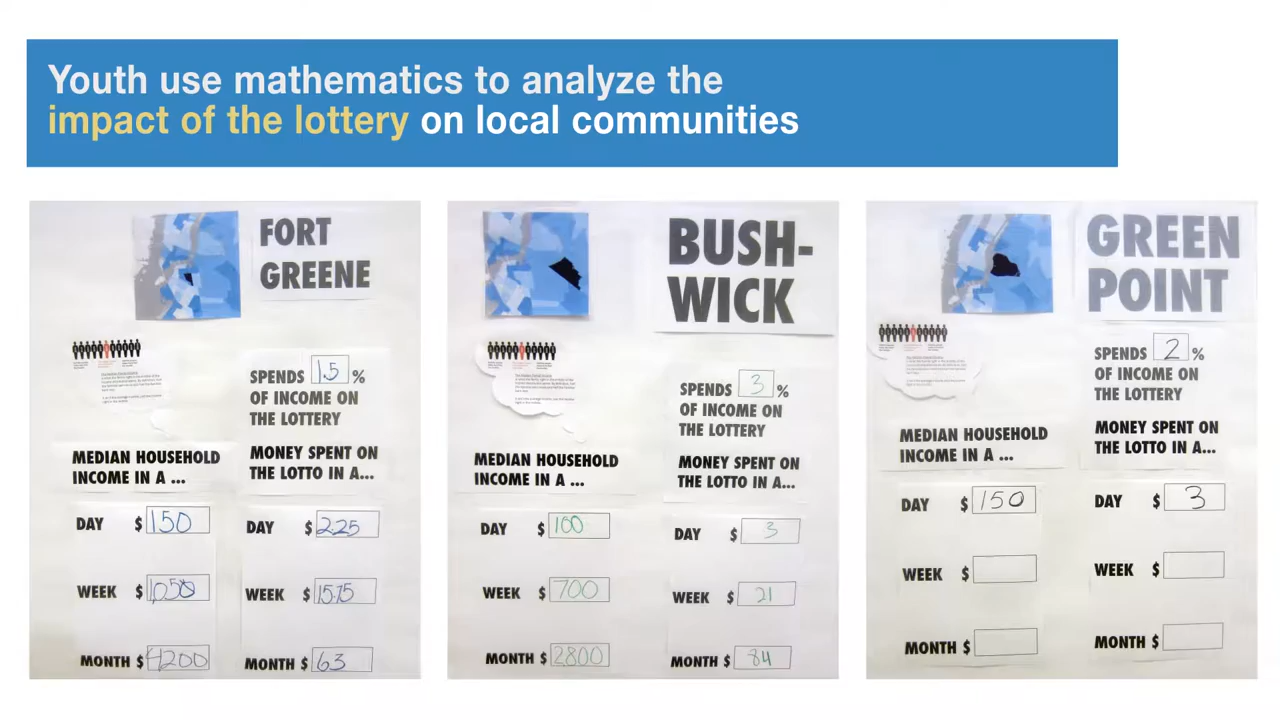 Youth use mathematics to analyze the
impact of the lottery on local communities
FORT
GREENE
SPENDS 1.5 %
OF INCOME ON
THE LOTTERY
MEDIAN HOUSEHOLD
INCOME IN A ...
MONEY SPENT ON
THE LOTTO IN A...
DAY $ 150
DAY $ 2.25
WEEK $ 1,050
WEEK $ 15.75
MONTH $ 4200
MONTH $ 63
BUSH-
WICK
SPENDS 3 %
OF INCOME ON
THE LOTTERY
MEDIAN HOUSEHOLD
INCOME IN A ...
MONEY SPENT ON
THE LOTTO IN A...
DAY $ 100
DAY $ 3
WEEK $ 700
WEEK $ 21
MONTH $ 2800
MONTH $ 84
GREEN
POINT
SPENDS 2 %
OF INCOME ON
THE LOTTERY
MEDIAN HOUSEHOLD
INCOME IN A ...
MONEY SPENT ON
THE LOTTO IN A...
DAY $ 150
DAY $ 3
WEEK $
WEEK $
MONTH $
MONTH $